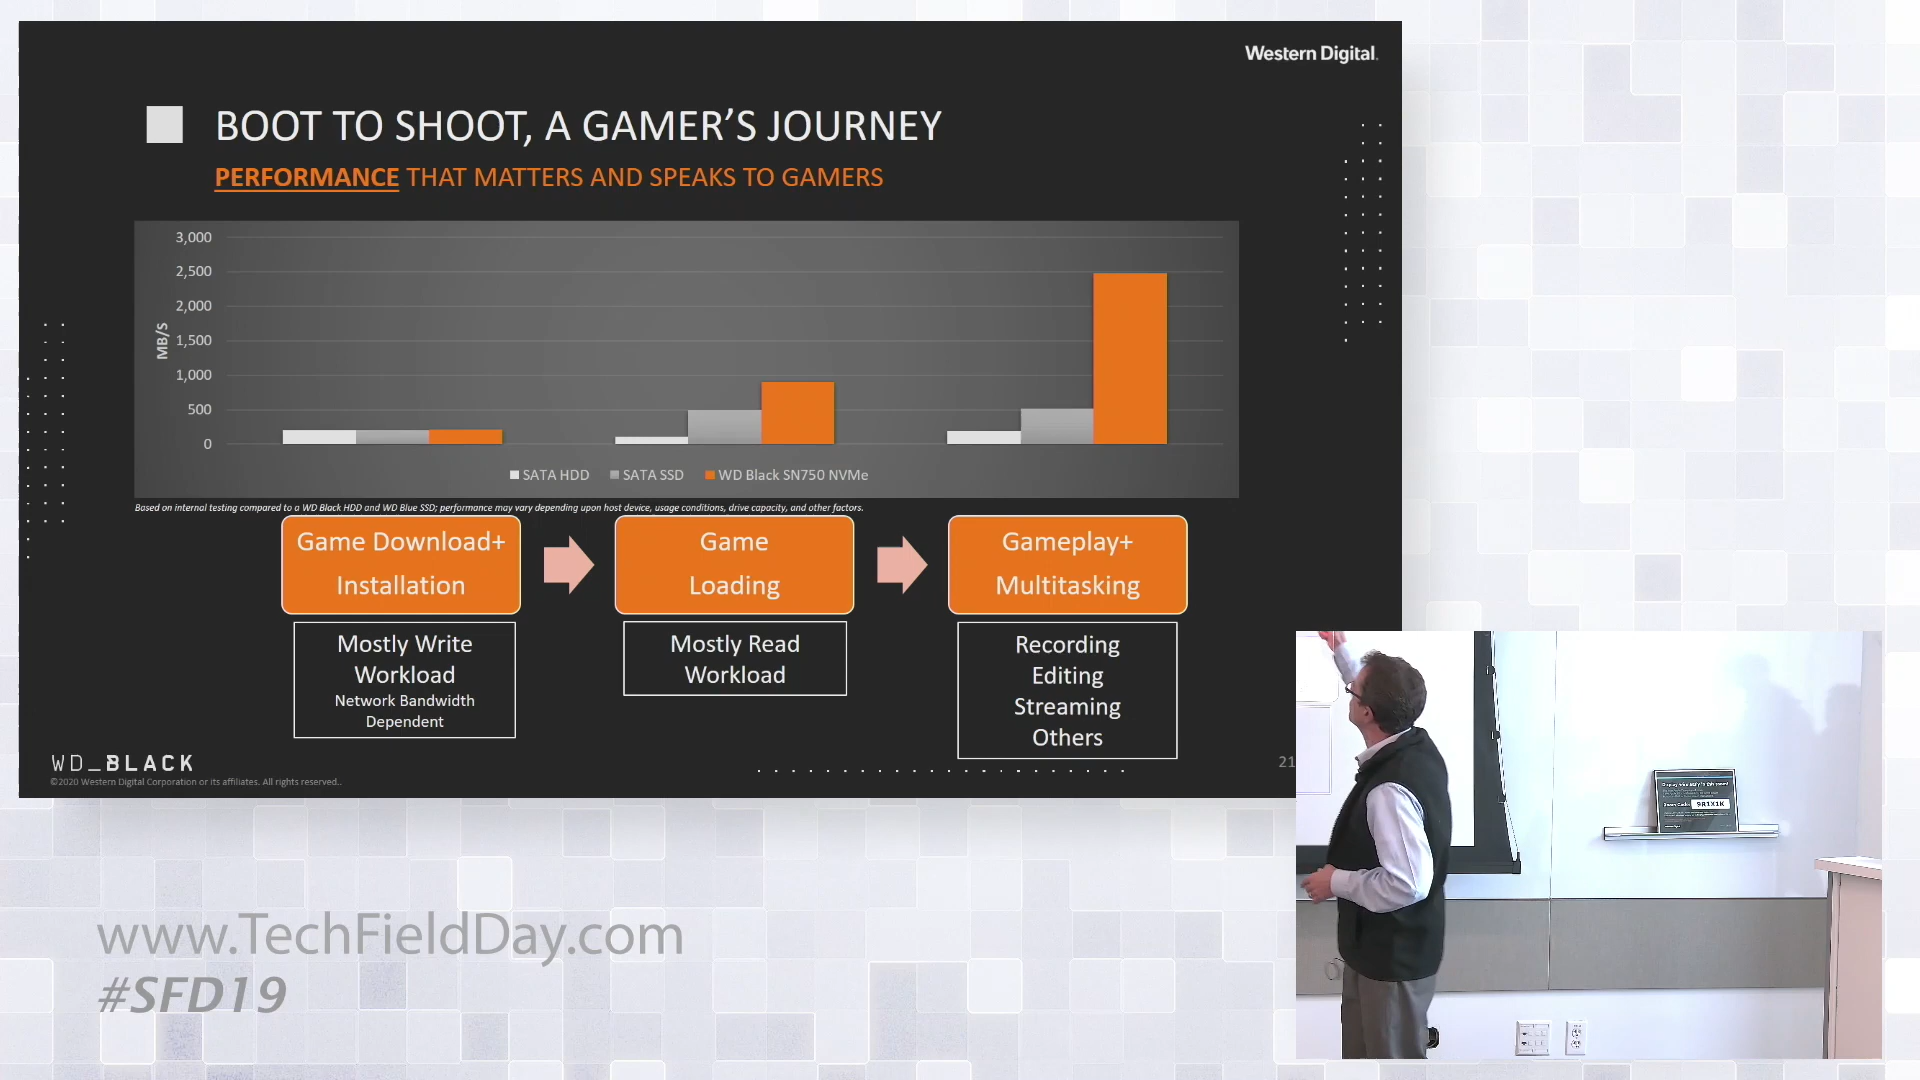 Western Digital.
BOOT TO SHOOT, A GAMER'S JOURNEY
PERFORMANCE THAT MATTERS AND SPEAKS TO GAMERS
3,000
2,500
2,000
1,500
1,000
500
0
MB/S
SATA HDD SATA SSD WD Black SN750 NVMe
Based on internal testing compared to a WD Black HDD and WD Blue SSD; performance may vary depending upon host device, usage conditions, drive capacity, and other factors.
Game Download+
Installation
Game
Loading
Gameplay+
Multitasking
Mostly Write
Workload
Network Bandwidth
Dependent
Mostly Read
Workload
Recording
Editing
Streaming
Others
WD_BLACK
©2020 Western Digital Corporation or its affiliates. All rights reserved..
21
9R1X1K
www.TechFieldDay.com
#SFD19